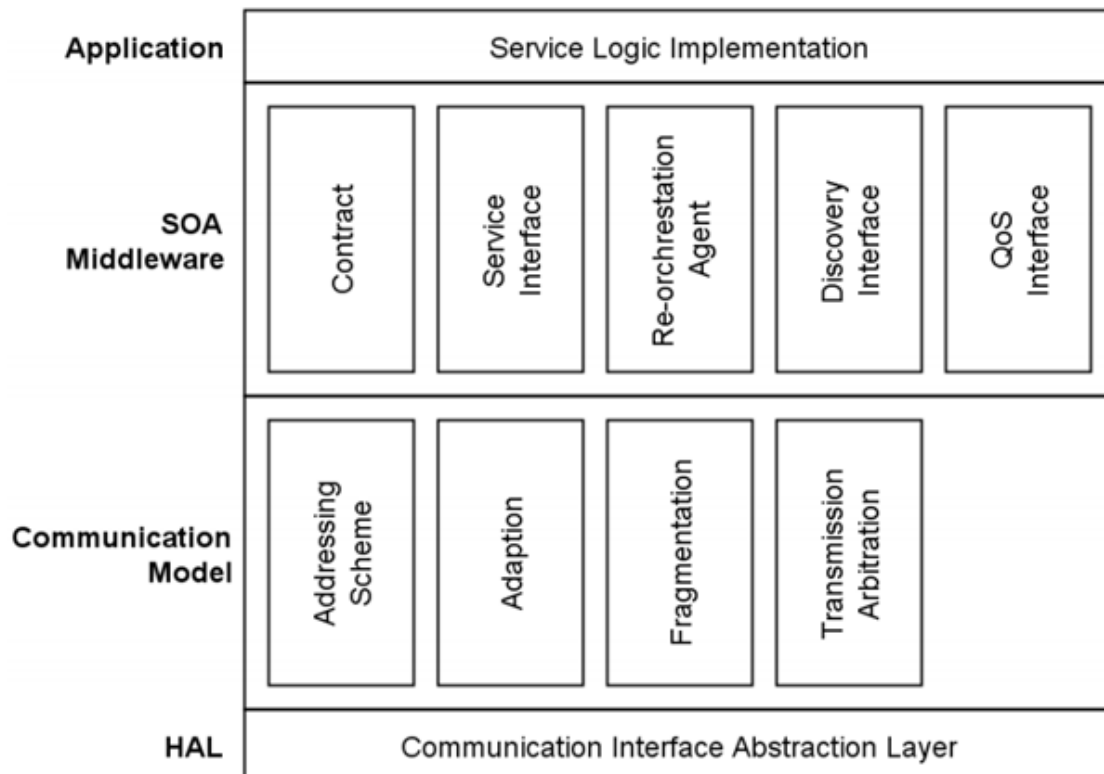 Application
Service Logic Implementation
SOA
Middleware
Contract
Service
Interface
Re-orchestration
Agent
Discovery
Interface
QoS
Interface
Communication
Model
Addressing
Scheme
Adaption
Fragmentation
Transmission
Arbitration
HAL
Communication Interface Abstraction Layer